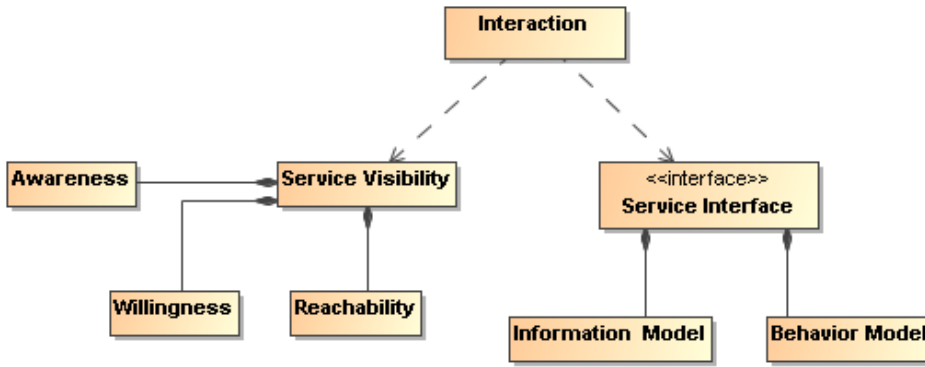 Interaction
Awareness
Service Visibility
<<interface>>
Service Interface
Willingness
Reachability
Information Model
Behavior Model